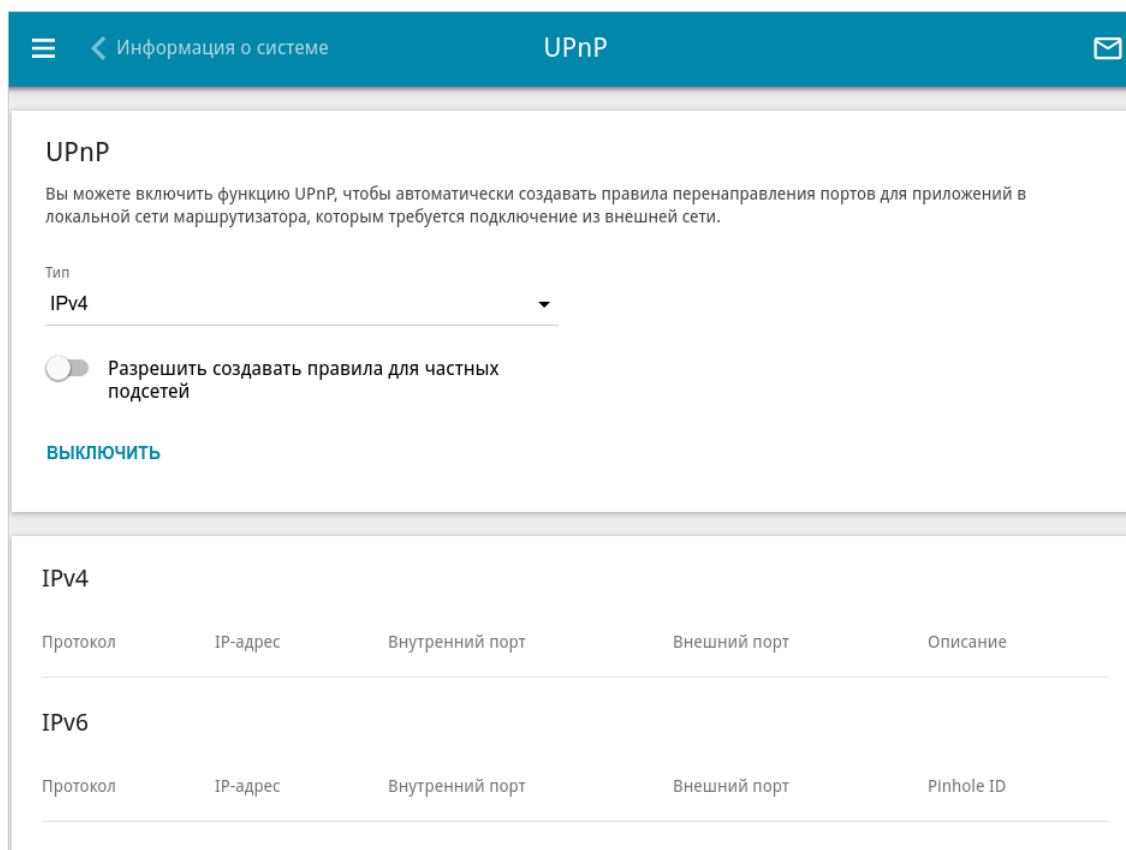 Информация о системе
UPnP
UPnP
Вы можете включить функцию UPnP, чтобы автоматически создавать правила перенаправления портов для приложений в
локальной сети маршрутизатора, которым требуется подключение из внешней сети.
Тип
IPv4
Разрешить создавать правила для частных
подсетей
ВЫКЛЮЧИТЬ
IPv4
Протокол IP-адрес Внутренний порт Внешний порт Описание
IPv6
Протокол IP-адрес Внутренний порт Внешний порт Pinhole ID